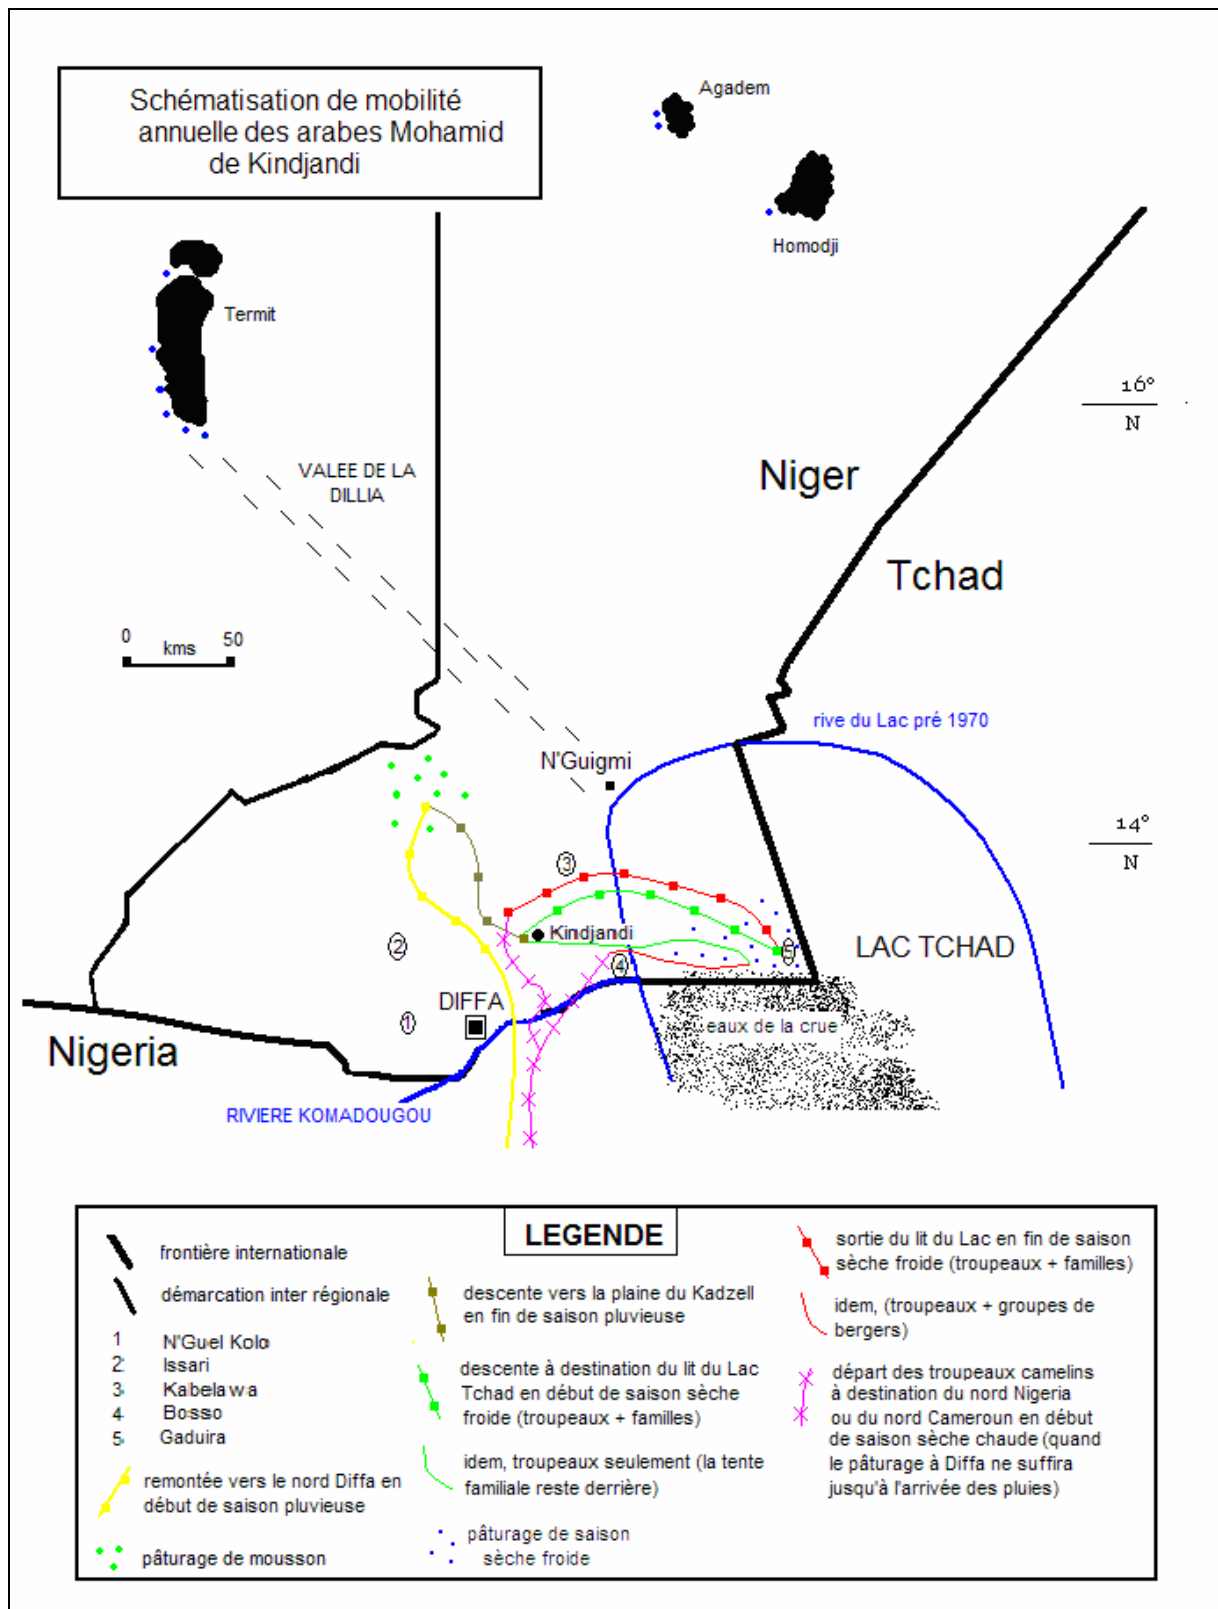 Schématisation de mobilité
annuelle des arabes Mohamid
de Kindjandi
Agadem
Homodji
Termit
16°
N
VALEE DE LA
DILLIA
Niger
Tchad
0 50
kms
rive du Lac pré 1970
N'Guigmi
14°
N
3
Kindjandi
2
4
5
LAC TCHAD
DIFFA
1
eaux de la crue
Nigeria
RIVIERE KOMADOUGOU
LEGENDE
frontière internationale
démarcation inter régionale
1 N'Guel Kolo
2 Issari
3 Kabelawa
4 Bosso
5 Gaduira
remontée vers le nord Diffa en
début de saison pluvieuse
pâturage de mousson
descente vers la plaine du Kadzell
en fin de saison pluvieuse
descente à destination du lit du Lac
Tchad en début de saison sèche
froide (troupeaux + familles)
idem, troupeaux seulement (la tente
familiale reste derrière)
pâturage de saison
sèche froide
sortie du lit du Lac en fin de saison
sèche froide (troupeaux + familles)
idem, (troupeaux + groupes de
bergers)
départ des troupeaux camelins
à destination du nord Nigeria
ou du nord Cameroun en début
de saison sèche chaude (quand
le pâturage à Diffa ne suffira
jusqu'à l'arrivée des pluies)